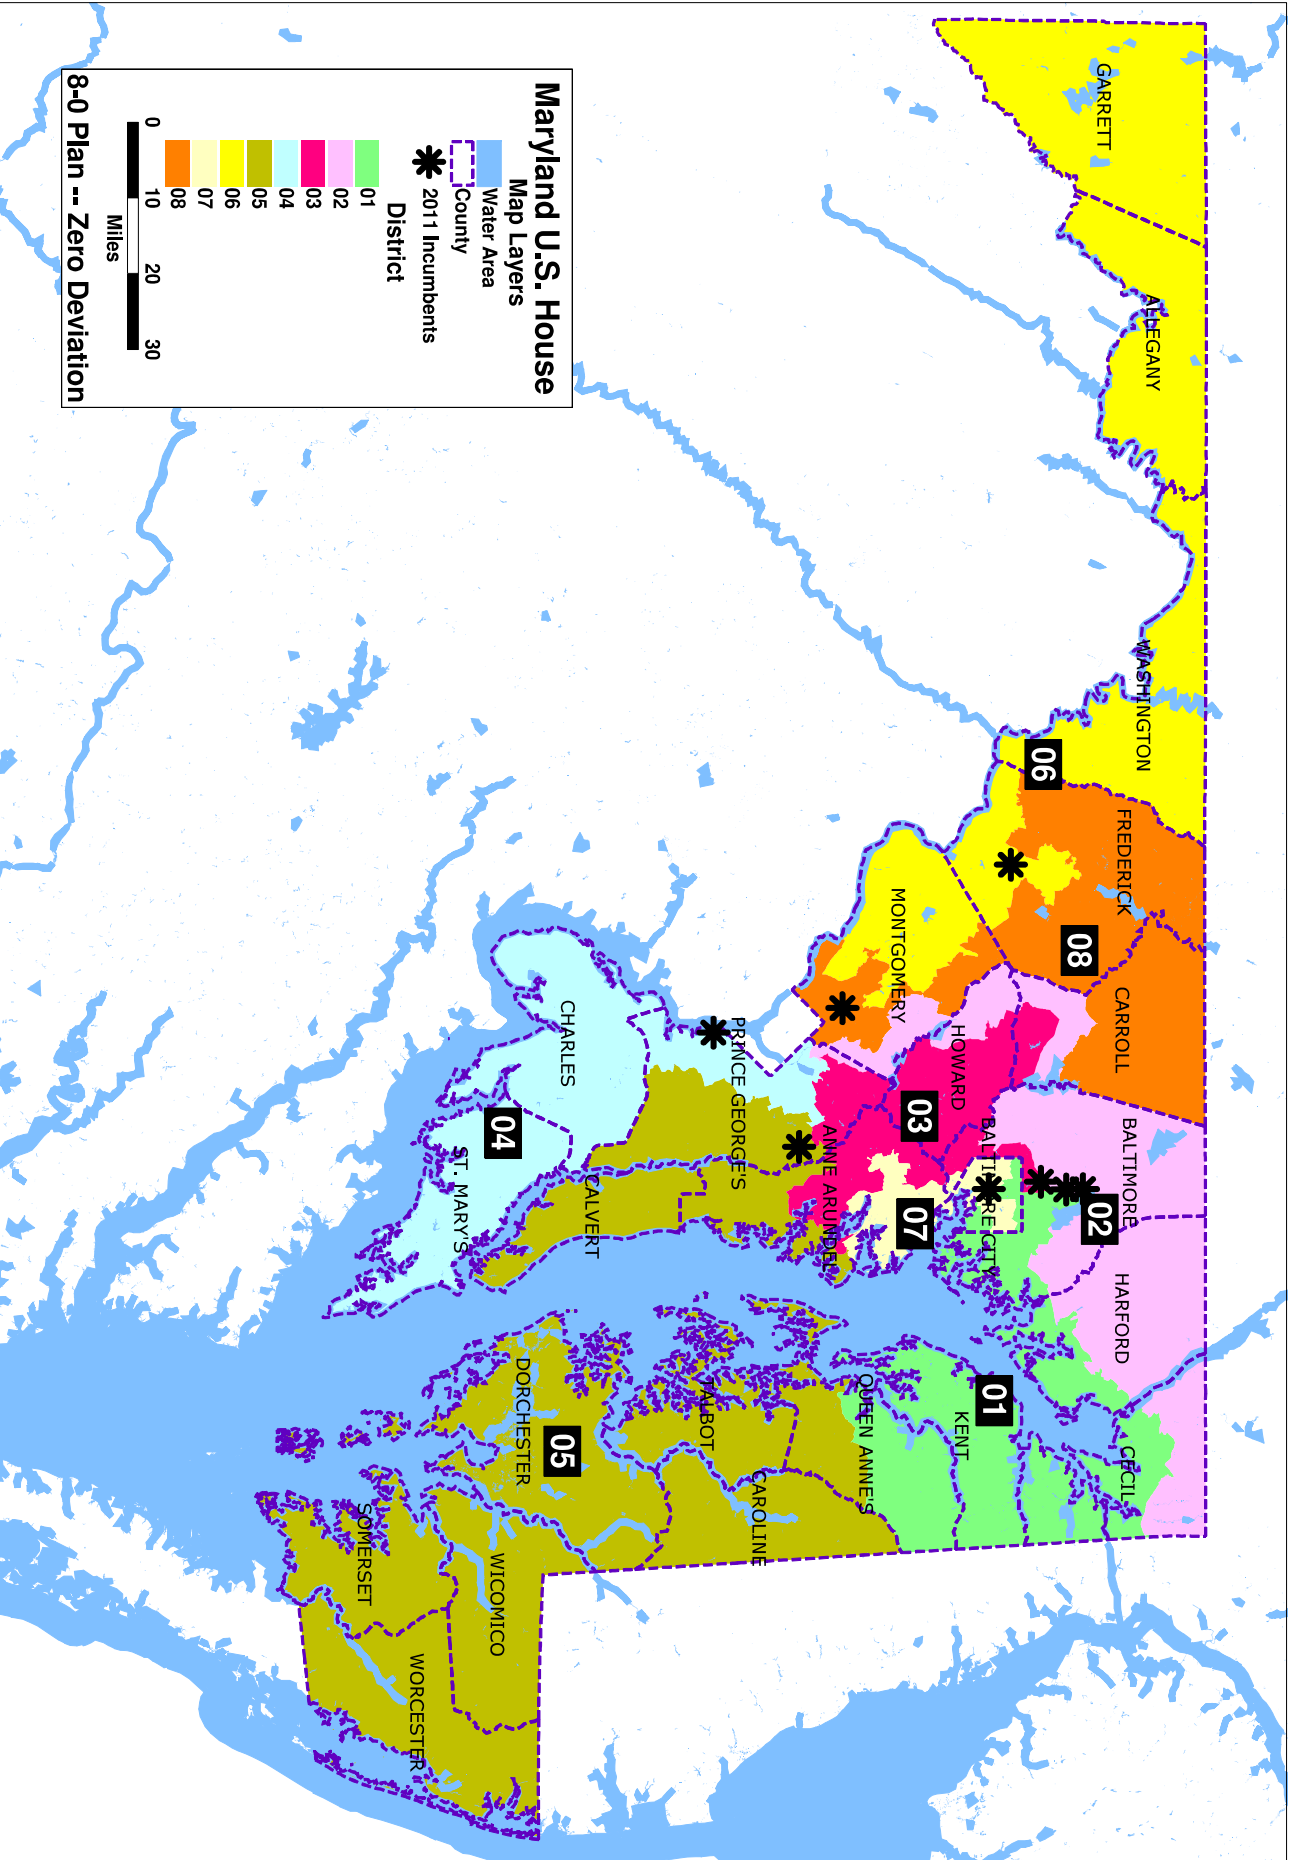 Maryland U.S. House
Map Layers
Water Area
County
2011 Incumbents
District
01
02
03
04
05
06
07
08
0 10 20 30
Miles
8-0 Plan -- Zero Deviation
GARRETT
ALLEGANY
WASHINGTON
FREDERICK
CARROLL
BALTIMORE
HARFORD
CECIL
MONTGOMERY
HOWARD
BALTIMORE CITY
KENT
PRINCE GEORGE'S
ANNE ARUNDEL
QUEEN ANNE'S
CHARLES
CALVERT
TALBOT
CAROLINE
ST. MARY'S
DORCHESTER
WICOMICO
SOMERSET
WORCESTER
06
08
02
03
07
01
04
05